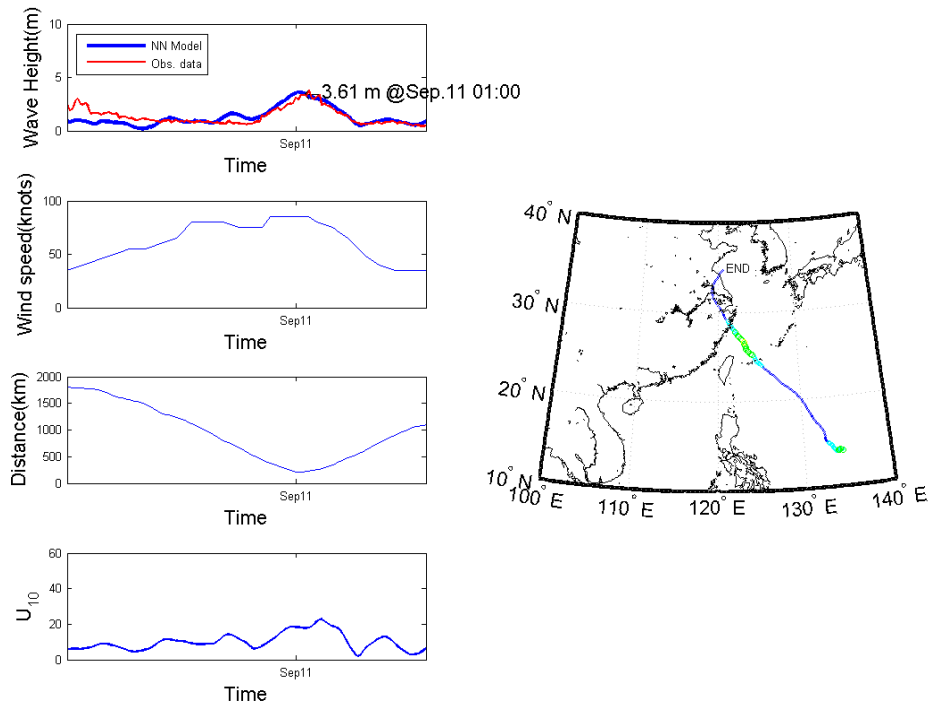 Wave Height(m)
10
5
0
NN Model
Obs. data
3.61 m @Sep.11 01:00
Sep11
Time
Wind speed(knots)
100
50
0
Sep11
Time
Distance(km)
2000
1500
1000
500
0
Sep11
Time
U10
60
40
20
0
Sep11
Time
40° N
30° N
20° N
10° N
100° E
110° E
120° E
130° E
140° E
END